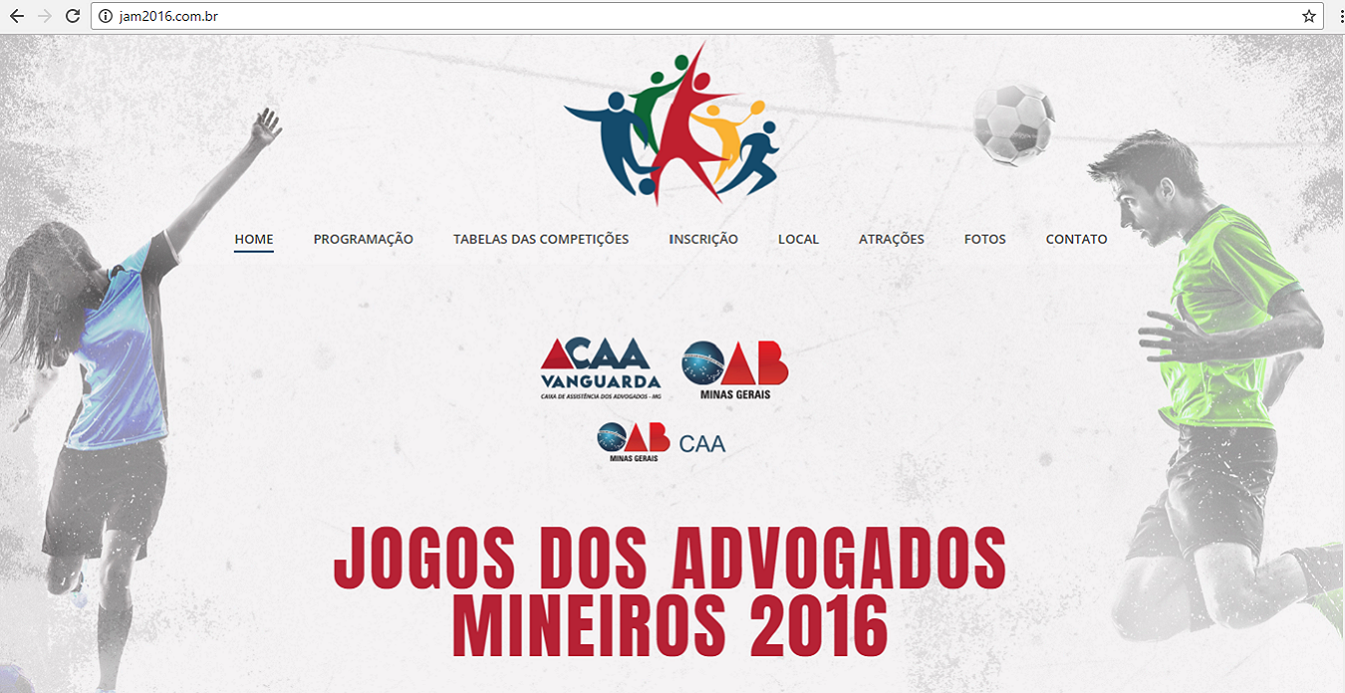 jam2016.com.br
HOME PROGRAMAÇÃO TABELAS DAS COMPETIÇÕES INSCRIÇÃO LOCAL ATRAÇÕES FOTOS CONTATO
ACAA OAB
VANGUARDA MINAS GERAIS
CAIXA DE ASSISTÊNCIA DOS ADVOGADOS - MG
OAB CAA
MINAS GERAIS
JOGOS DOS ADVOGADOS
MINEIROS 2016